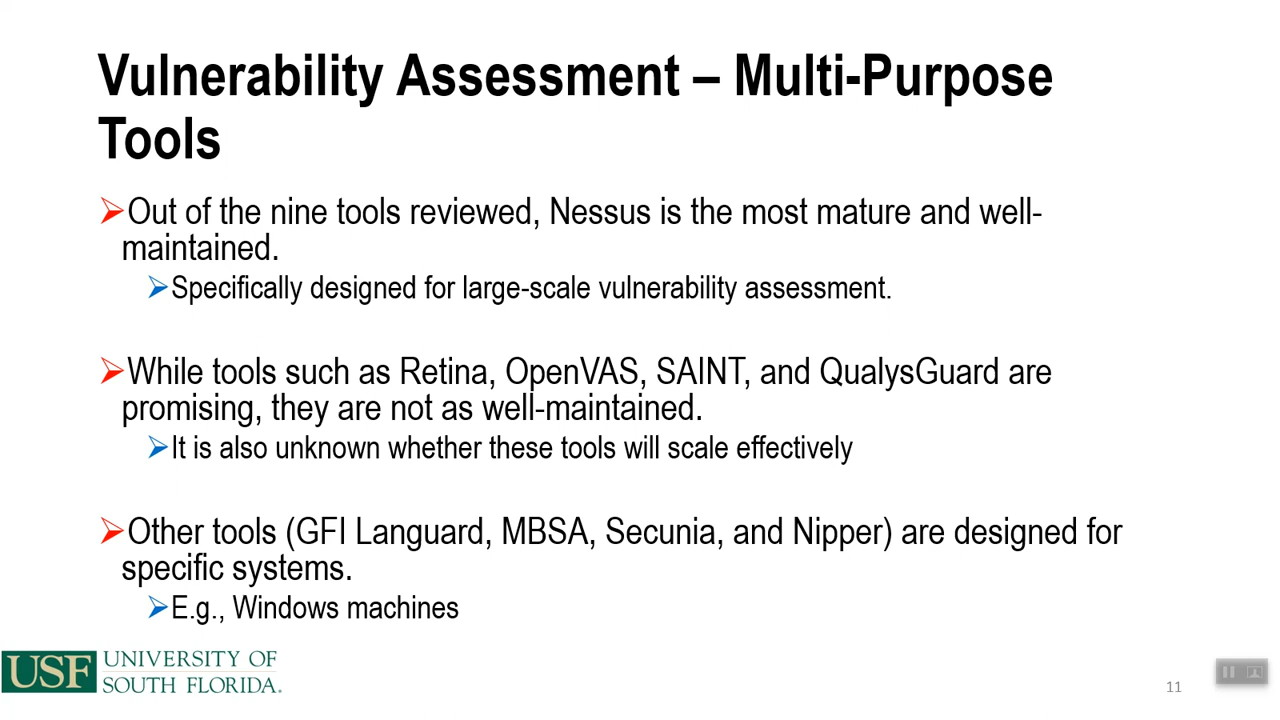 Vulnerability Assessment – Multi-Purpose
Tools
Out of the nine tools reviewed, Nessus is the most mature and well-
maintained.
Specifically designed for large-scale vulnerability assessment.
While tools such as Retina, OpenVAS, SAINT, and QualysGuard are
promising, they are not as well-maintained.
It is also unknown whether these tools will scale effectively
Other tools (GFI Languard, MBSA, Secunia, and Nipper) are designed for
specific systems.
E.g., Windows machines
USF UNIVERSITY OF
SOUTH FLORIDA.
11